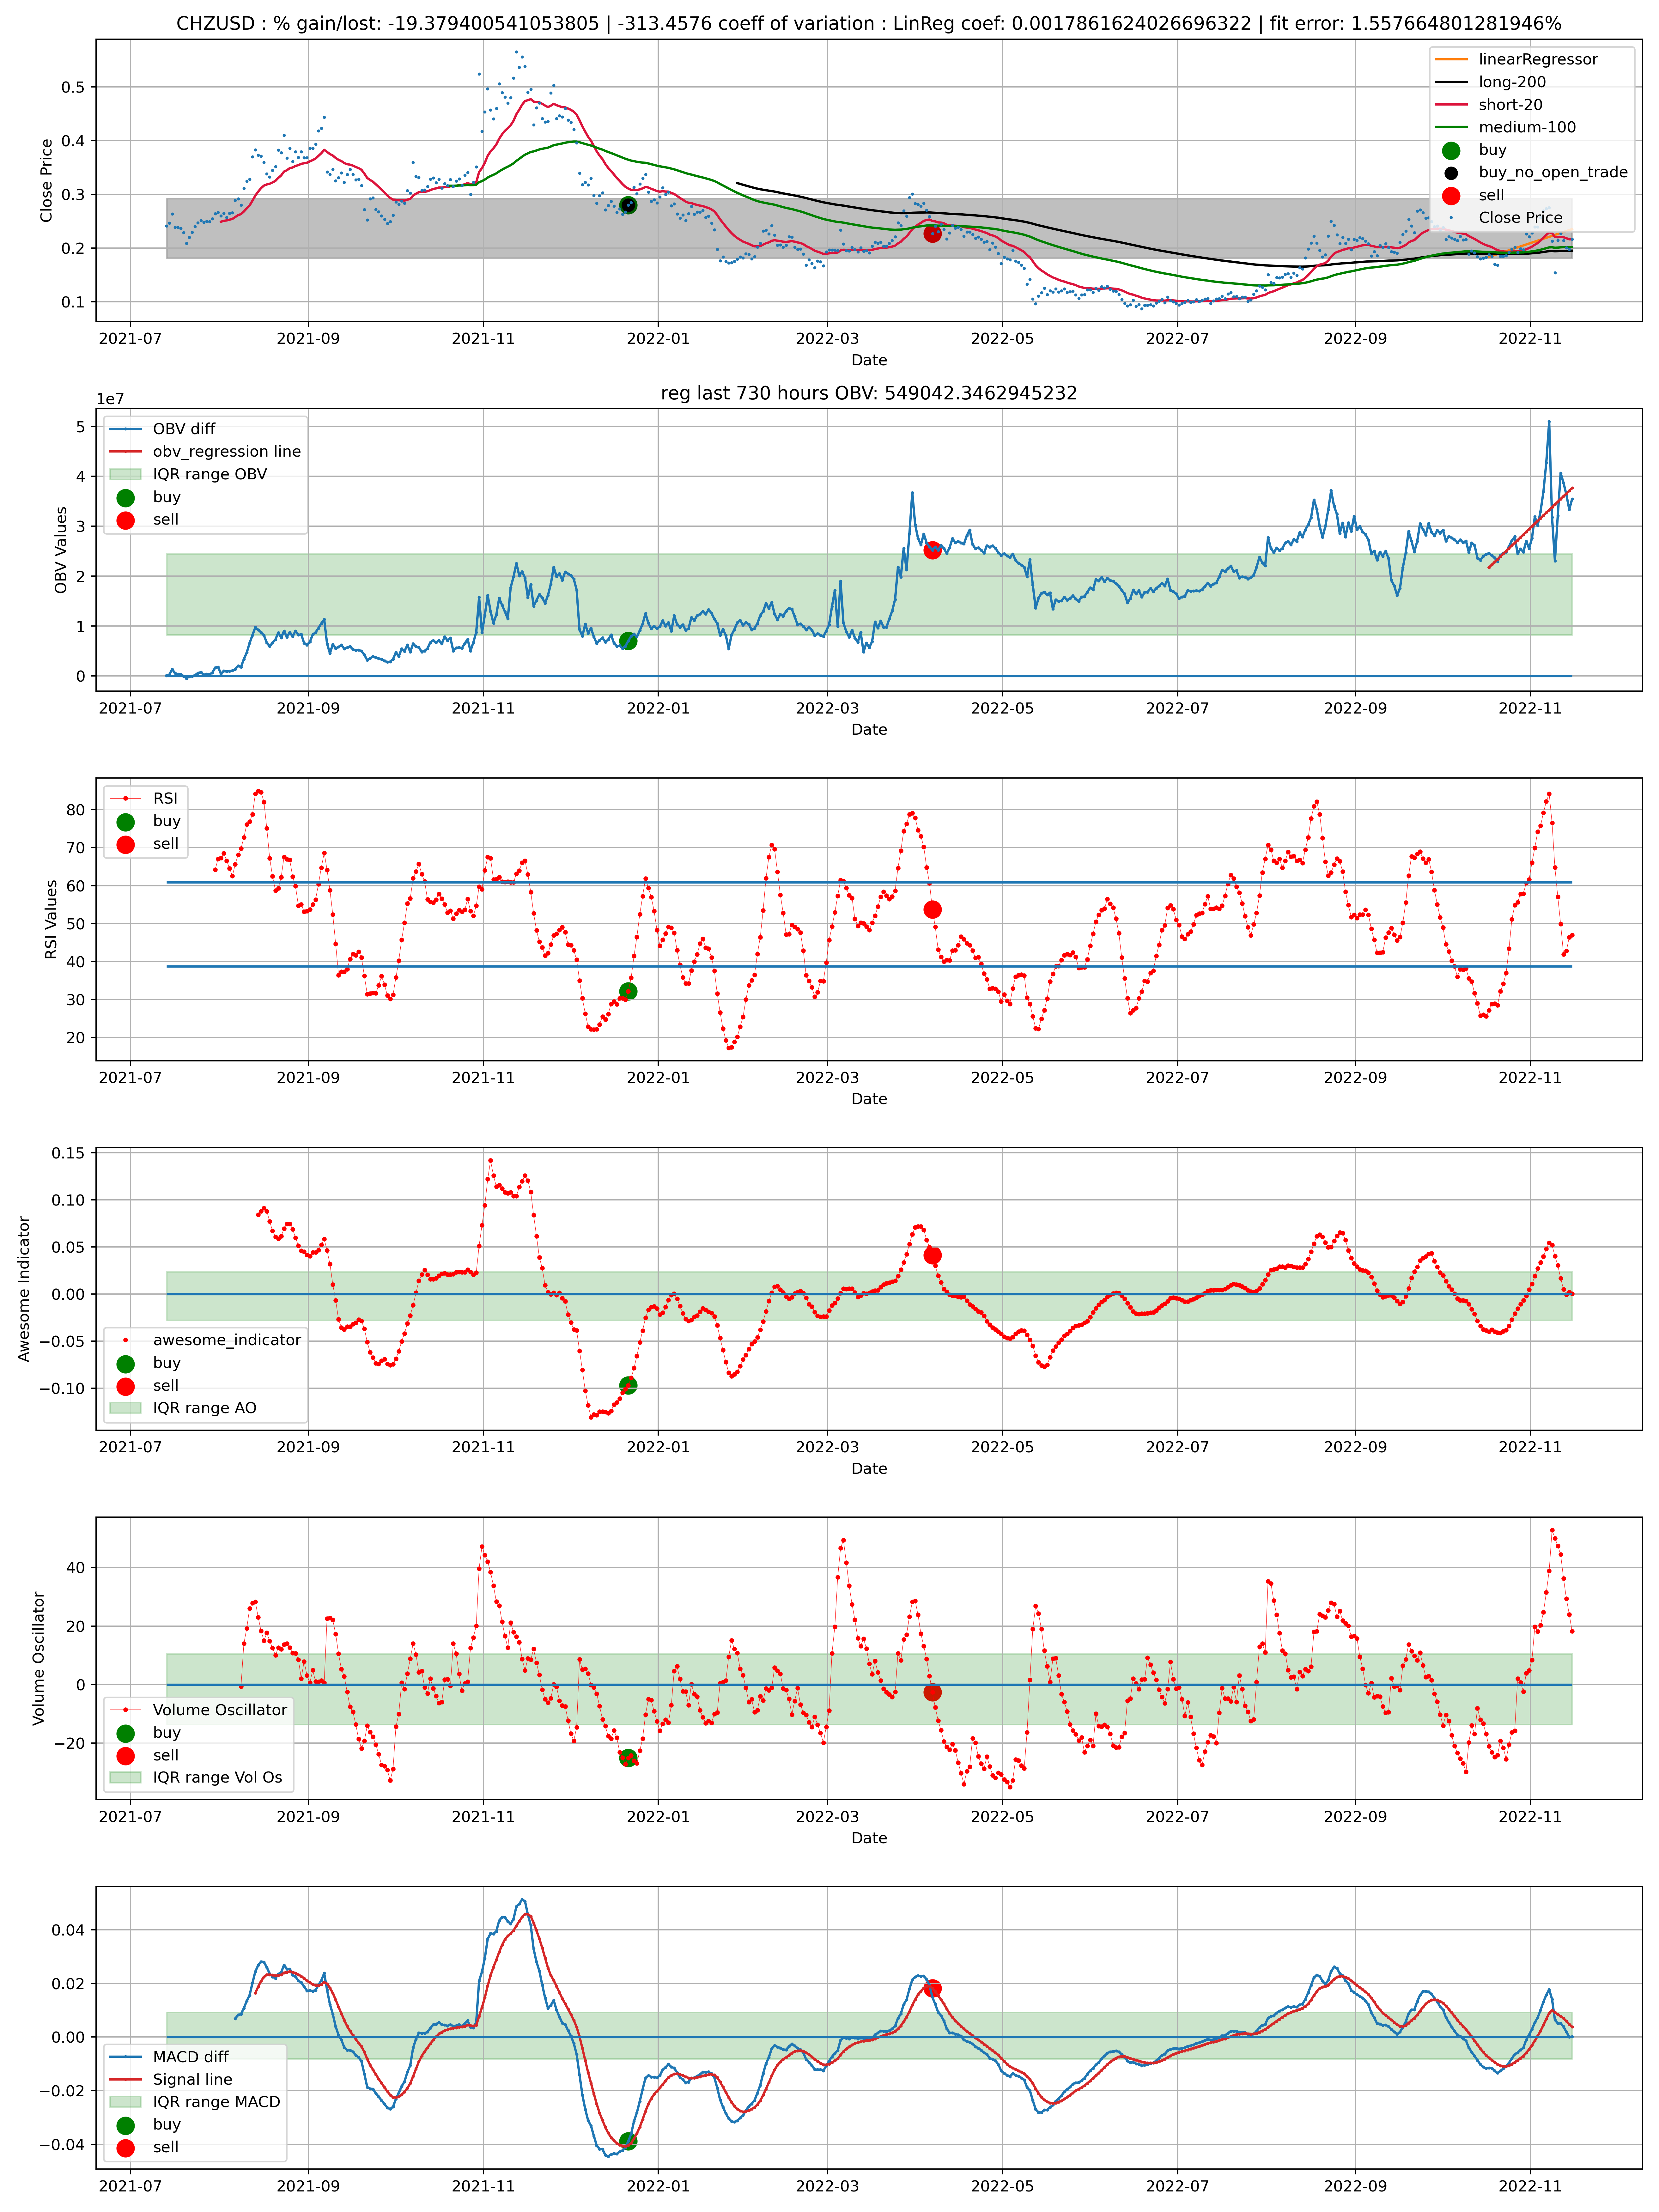 CHZUSD : % gain/lost: -19.379400541053805 | -313.4576 coeff of variation : LinReg coef: 0.0017861624026696322 | fit error: 1.557664801281946%
Close Price
0.5
0.4
0.3
0.2
0.1
linearRegressor
long-200
short-20
medium-100
buy
buy_no_open_trade
sell
Close Price
2021-07 2021-09 2021-11 2022-01 2022-03 2022-05 2022-07 2022-09 2022-11
Date
reg last 730 hours OBV: 549042.3462945232
1e7
OBV Values
5
4
3
2
1
0
OBV diff
obv_regression line
IQR range OBV
buy
sell
2021-07 2021-09 2021-11 2022-01 2022-03 2022-05 2022-07 2022-09 2022-11
Date
RSI Values
80
70
60
50
40
30
20
RSI
buy
sell
2021-07 2021-09 2021-11 2022-01 2022-03 2022-05 2022-07 2022-09 2022-11
Date
Awesome Indicator
0.15
0.10
0.05
0.00
−0.05
−0.10
awesome_indicator
buy
sell
IQR range AO
2021-07 2021-09 2021-11 2022-01 2022-03 2022-05 2022-07 2022-09 2022-11
Date
Volume Oscillator
40
20
0
−20
Volume Oscillator
buy
sell
IQR range Vol Os
2021-07 2021-09 2021-11 2022-01 2022-03 2022-05 2022-07 2022-09 2022-11
Date
0.04
0.02
0.00
−0.02
−0.04
MACD diff
Signal line
IQR range MACD
buy
sell
2021-07 2021-09 2021-11 2022-01 2022-03 2022-05 2022-07 2022-09 2022-11